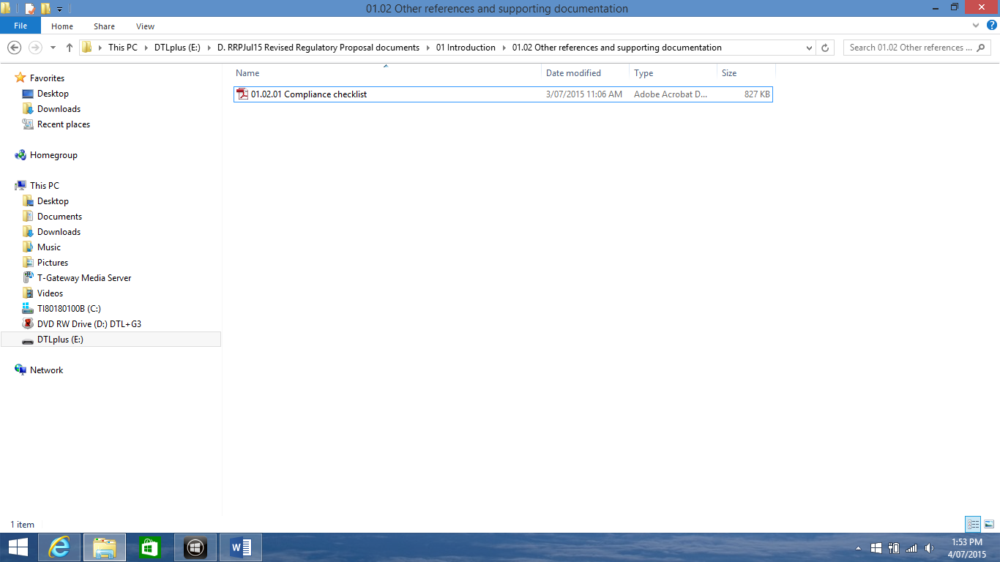 01.02 Other references and supporting documentation
File Home Share View
This PC DTLplus (E:) D. RRPJul15 Revised Regulatory Proposal documents 01 Introduction 01.02 Other references and supporting documentation
Search 01.02 Other references ...
Name Date modified Type Size
01.02.01 Compliance checklist 3/07/2015 11:06 AM Adobe Acrobat D... 827 KB
Favorites
Desktop
Downloads
Recent places
Homegroup
This PC
Desktop
Documents
Downloads
Music
Pictures
T-Gateway Media Server
Videos
TI80180100B (C:)
DVD RW Drive (D:) DTL+G3
DTLplus (E:)
Network
1 item
1:53 PM
4/07/2015